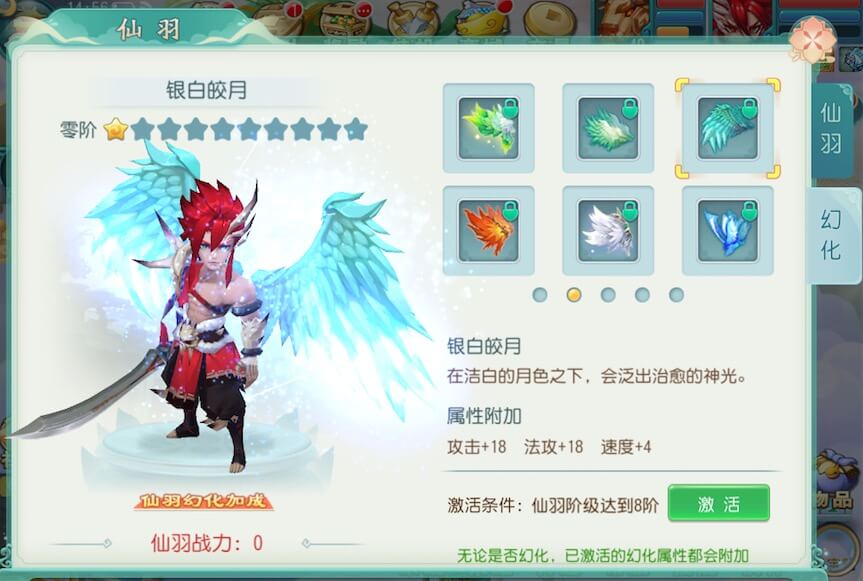 仙羽
银白皎月
零阶
仙羽
幻化
银白皎月
在洁白的月色之下，会泛出治愈的神光。
属性附加
攻击+18 法攻+18 速度+4
激活条件：仙羽阶级达到8阶 激活
仙羽幻化加成
仙羽战力：0
无论是否幻化，已激活的幻化属性都会附加
物品